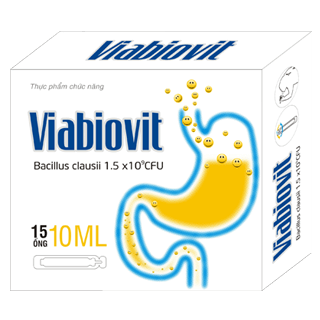 Viabiovit
Thực phẩm chức năng
Viabiovit
Bacillus clausii 1.5 x10⁹CFU
15 ỐNG 10ML
Viabiovit
Bacillus clausii 1.5 x10⁹CFU